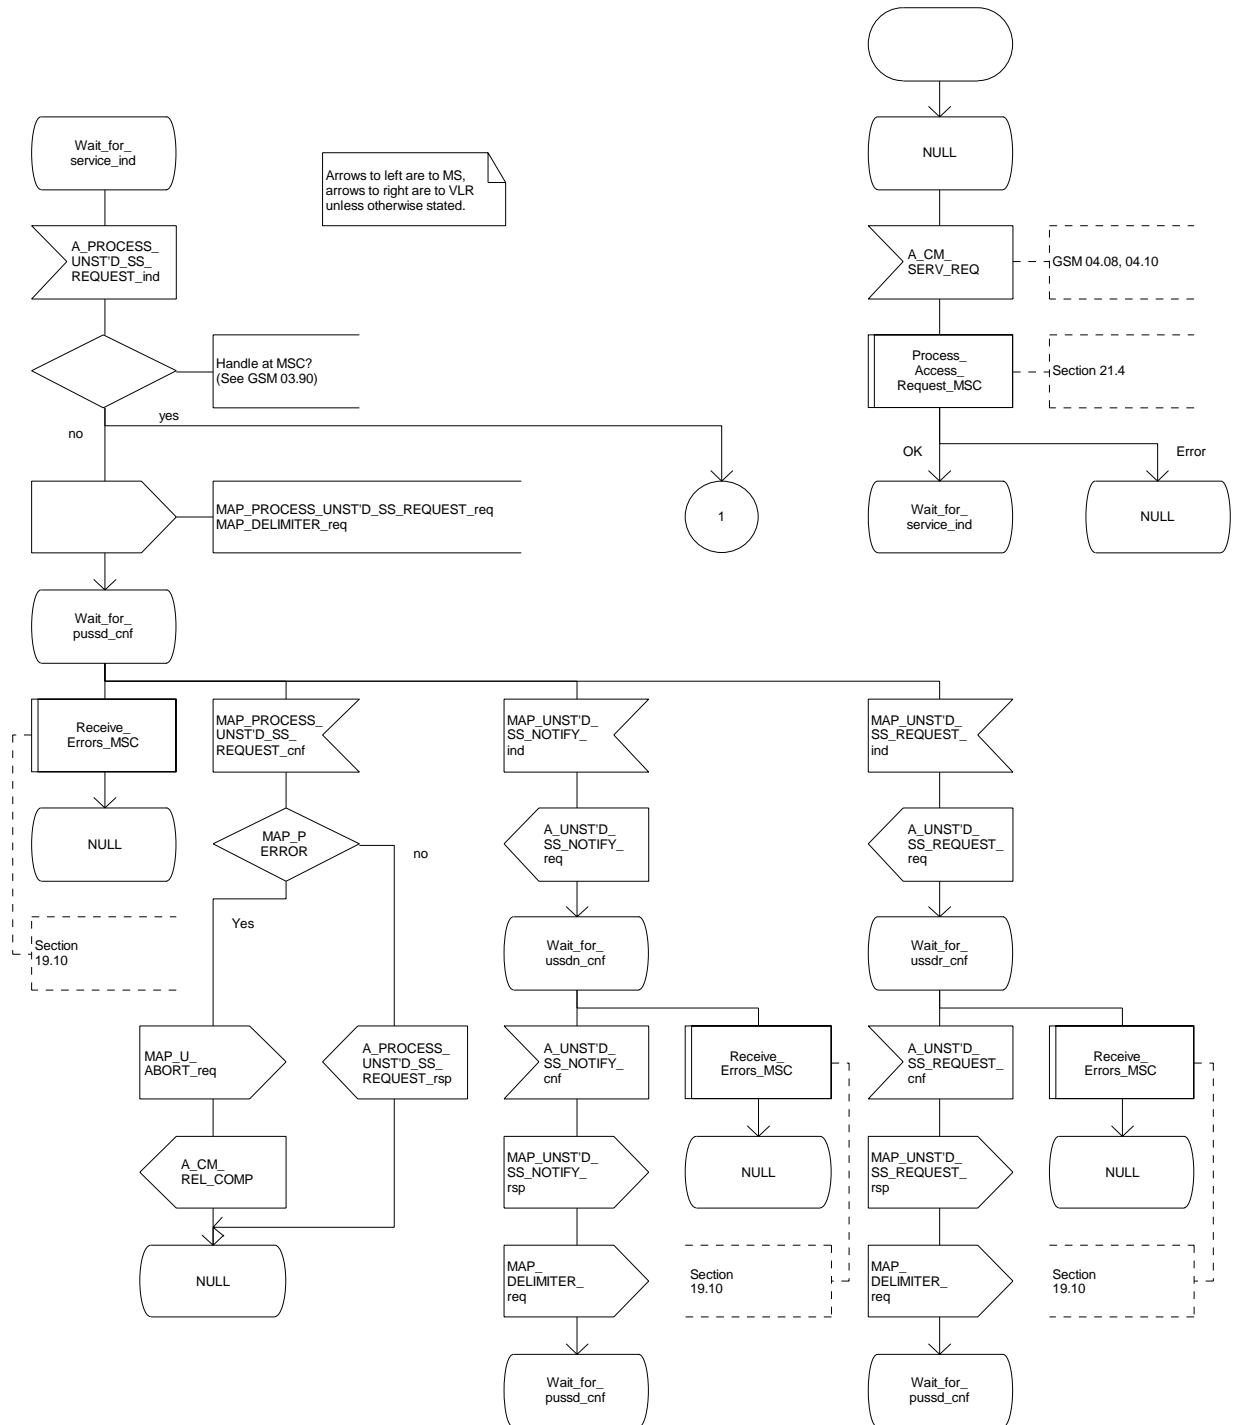 NULL
Wait_for_
service_ind
Arrows to left are to MS,
arrows to right are to VLR
unless otherwise stated.
A_PROCESS_
UNST'D_SS_
REQUEST_ind
A_CM_
SERV_REQ
GSM 04.08, 04.10
Handle at MSC?
(See GSM 03.90)
Process_
Access_
Request_MSC
Section 21.4
yes
no
OK
Error
MAP_PROCESS_UNST'D_SS_REQUEST_req
MAP_DELIMITER_req
1
Wait_for_
service_ind
NULL
Wait_for_
pussd_cnf
Receive_
Errors_MSC
MAP_PROCESS_
UNST'D_SS_
REQUEST_cnf
MAP_UNST'D_
SS_NOTIFY_
ind
MAP_UNST'D_
SS_REQUEST_
ind
NULL
MAP_P
ERROR
no
A_UNST'D_
SS_NOTIFY_
req
A_UNST'D_
SS_REQUEST_
req
Yes
Section
19.10
Wait_for_
ussdn_cnf
Wait_for_
ussdr_cnf
MAP_U_
ABORT_req
A_PROCESS_
UNST'D_SS_
REQUEST_rsp
A_UNST'D_
SS_NOTIFY_
cnf
Receive_
Errors_MSC
A_UNST'D_
SS_REQUEST_
cnf
Receive_
Errors_MSC
A_CM_
REL_COMP
MAP_UNST'D_
SS_NOTIFY_
rsp
NULL
MAP_UNST'D_
SS_REQUEST_
rsp
NULL
NULL
MAP_
DELIMITER_
req
Section
19.10
MAP_
DELIMITER_
req
Section
19.10
Wait_for_
pussd_cnf
Wait_for_
pussd_cnf